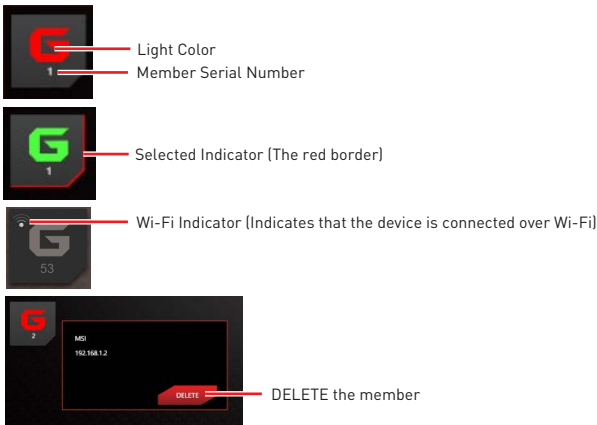 G
Light Color
1
Member Serial Number
G
Selected Indicator (The red border)
1
Wi-Fi Indicator (Indicates that the device is connected over Wi-Fi)
G
53
G
2
MSI
192.168.1.2
DELETE
DELETE the member